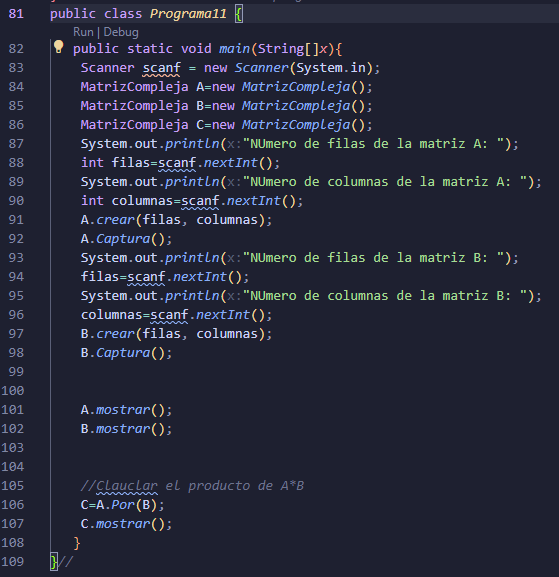 81 public class Programa11 {
Run | Debug
82 public static void main(String[]x){
83 Scanner scanf = new Scanner(System.in);
84 MatrizCompleja A=new MatrizCompleja();
85 MatrizCompleja B=new MatrizCompleja();
86 MatrizCompleja C=new MatrizCompleja();
87 System.out.println(x:"NUmero de filas de la matriz A: ");
88 int filas=scanf.nextInt();
89 System.out.println(x:"NUmero de columnas de la matriz A: ");
90 int columnas=scanf.nextInt();
91 A.crear(filas, columnas);
92 A.Captura();
93 System.out.println(x:"NUmero de filas de la matriz B: ");
94 filas=scanf.nextInt();
95 System.out.println(x:"NUmero de columnas de la matriz B: ");
96 columnas=scanf.nextInt();
97 B.crear(filas, columnas);
98 B.Captura();
99
100
101 A.mostrar();
102 B.mostrar();
103
104
105 //Clauclar el producto de A*B
106 C=A.Por(B);
107 C.mostrar();
108 }
109 }//